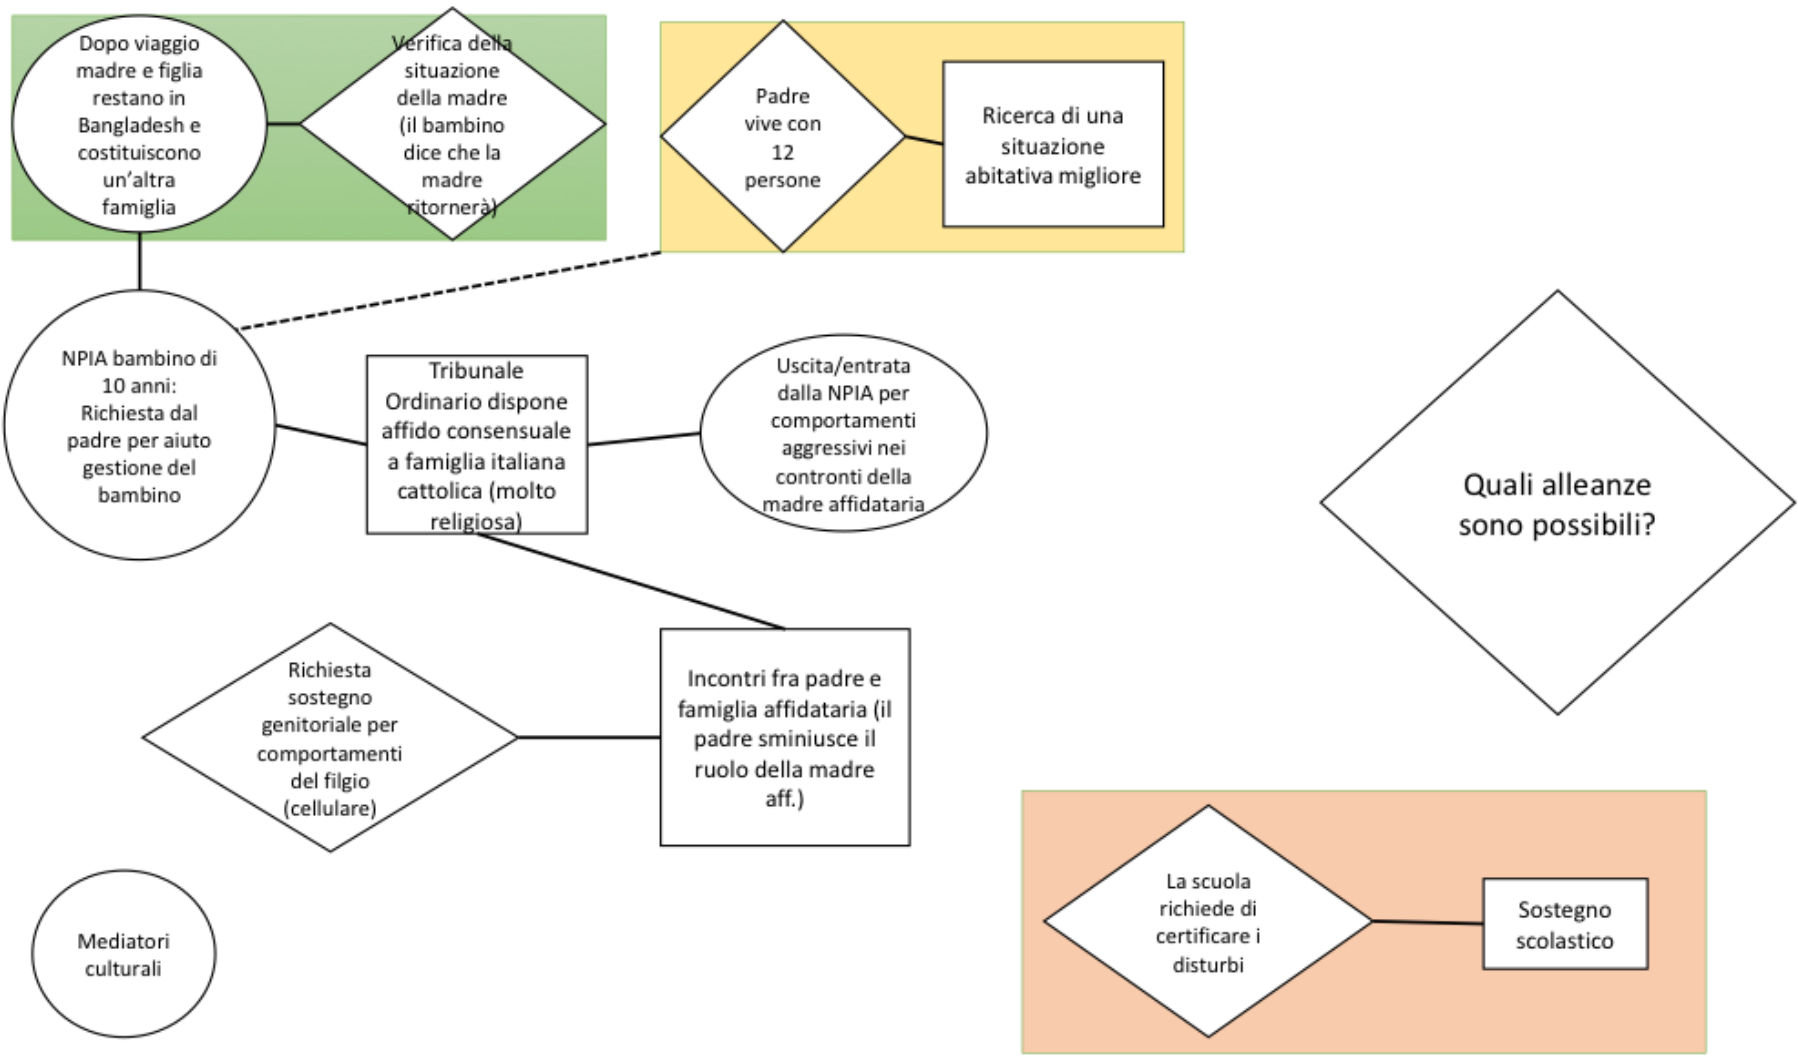 Dopo viaggio
madre e figlia
restano in
Bangladesh e
costituiscono
un'altra
famiglia
Verifica della
situazione
della madre
(il bambino
dice che la
madre
ritornerà)
Padre
vive con
12
persone
Ricerca di una
situazione
abitativa migliore
NPIA bambino di
10 anni:
Richiesta dal
padre per aiuto
gestione del
bambino
Tribunale
Ordinario dispone
affido consensuale
a famiglia italiana
cattolica (molto
religiosa)
Uscita/entrata
dalla NPIA per
comportamenti
aggressivi nei
contronti della
madre affidataria
Quali alleanze
sono possibili?
Richiesta
sostegno
genitoriale per
comportamenti
del filgio
(cellulare)
Incontri fra padre e
famiglia affidataria (il
padre sminiusce il
ruolo della madre
aff.)
Mediatori
culturali
La scuola
richiede di
certificare i
disturbi
Sostegno
scolastico